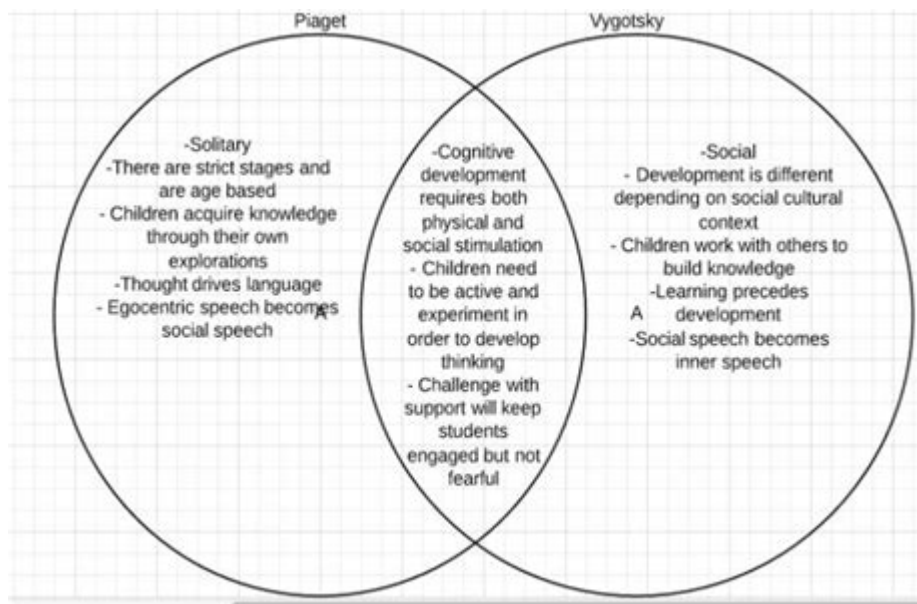 Piaget
Vygotsky
-Solitary
-There are strict stages and
are age based
- Children acquire knowledge
through their own
explorations
-Thought drives language
- Egocentric speech becomes
social speech
A
-Cognitive
development
requires both
physical and
social stimulation
- Children need
to be active and
experiment in
order to develop
thinking
- Challenge with
support will keep
students
engaged but not
fearful
-Social
- Development is different
depending on social cultural
context
- Children work with others to
build knowledge
-Learning precedes
A development
-Social speech becomes
inner speech